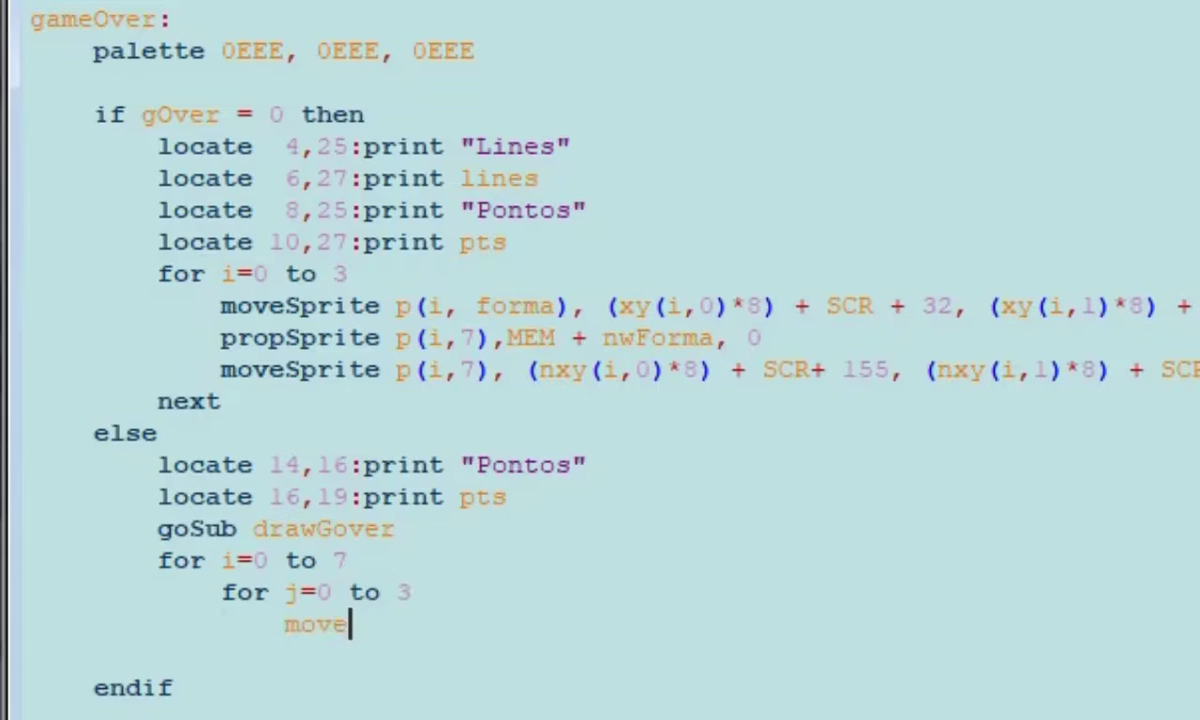 gameOver:
palette 0EEE, 0EEE, 0EEE
if gOver = 0 then
locate  4,25:print "Lines"
locate  6,27:print lines
locate  8,25:print "Pontos"
locate 10,27:print pts
for i=0 to 3
moveSprite p(i, forma), (xy(i,0)*8) + SCR + 32, (xy(i,1)*8) +
propSprite p(i,7),MEM + nwForma, 0
moveSprite p(i,7), (nxy(i,0)*8) + SCR+ 155, (nxy(i,1)*8) + SCR
next
else
locate 14,16:print "Pontos"
locate 16,19:print pts
goSub drawGover
for i=0 to 7
for j=0 to 3
move
endif